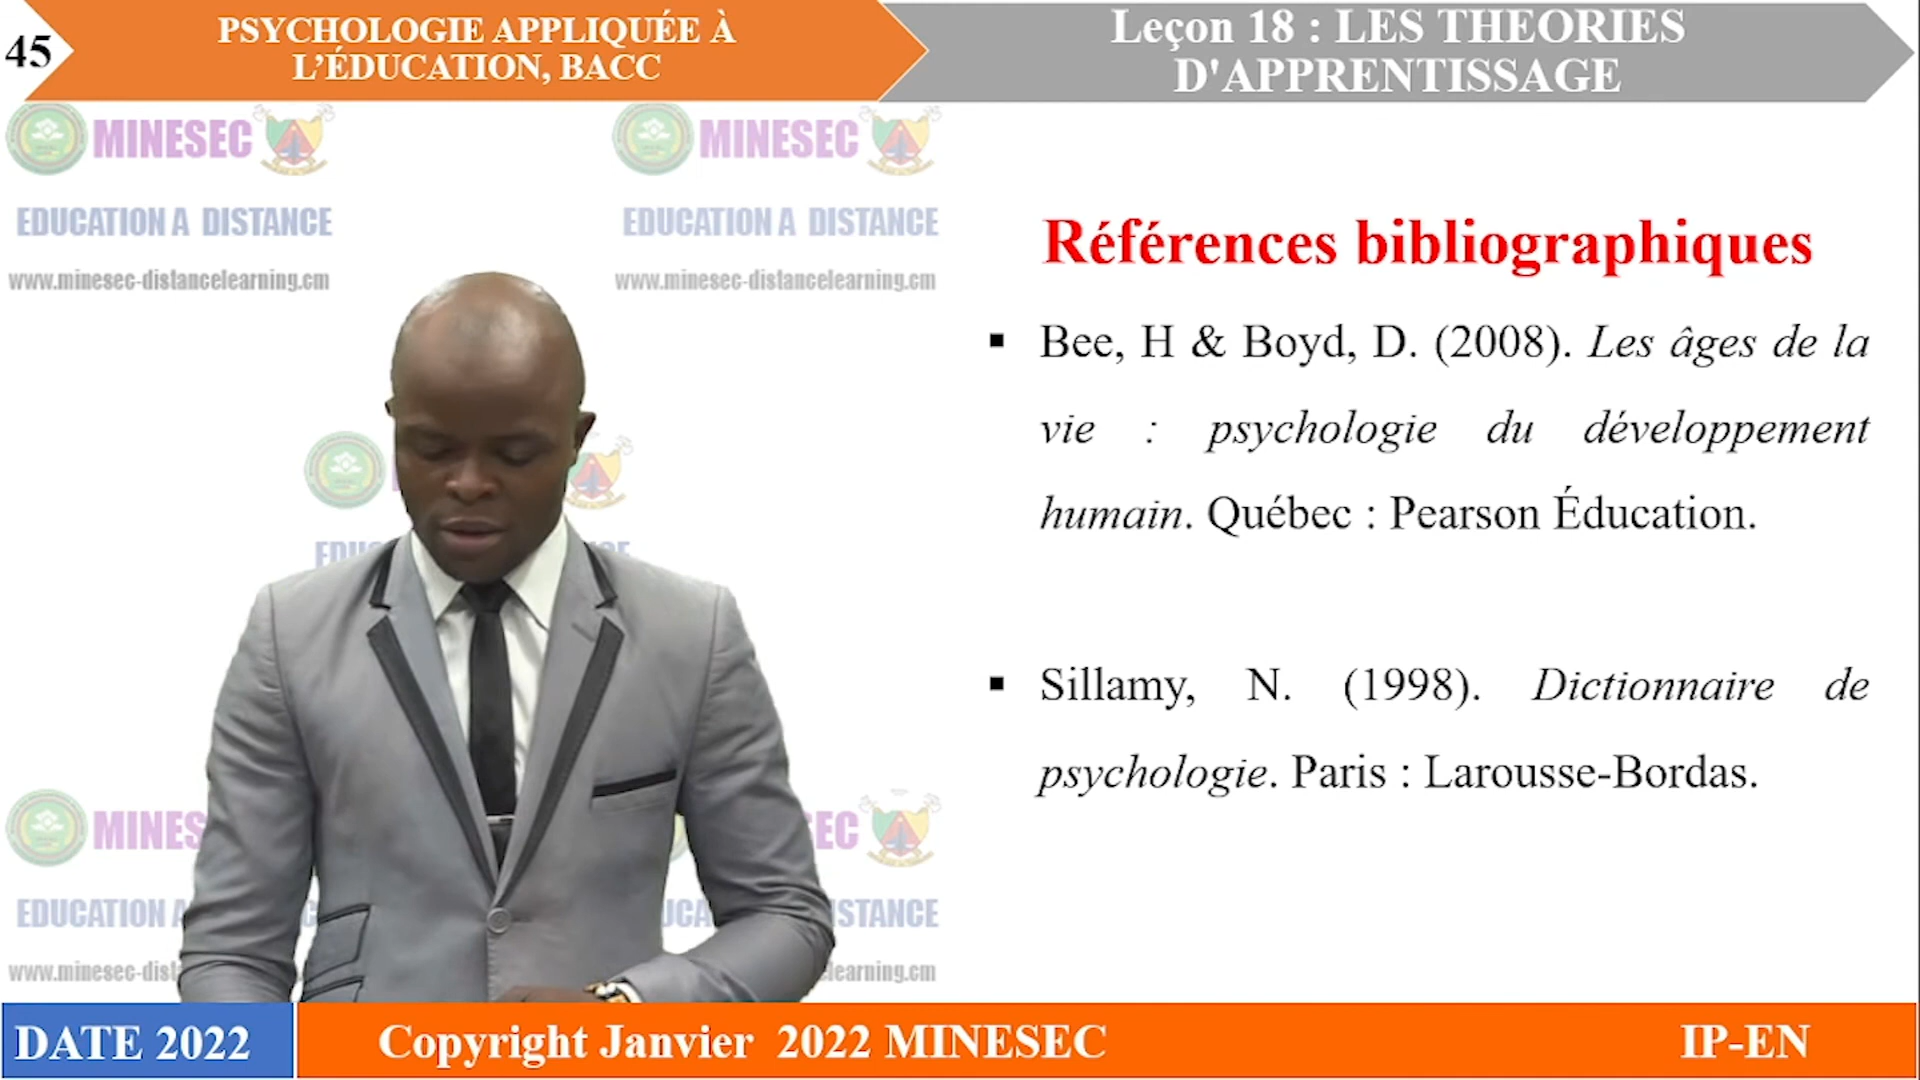 45
PSYCHOLOGIE APPLIQUÉE À
L'ÉDUCATION, BACC
Leçon 18 : LES THEORIES
D'APPRENTISSAGE
MINESEC
MINESEC
EDUCATION A DISTANCE
EDUCATION A DISTANCE
www.minesec-distancelearning.cm
www.minesec-distancelearning.cm
Références bibliographiques
▪ Bee, H & Boyd, D. (2008). Les âges de la
vie : psychologie du développement
humain. Québec : Pearson Éducation.
▪ Sillamy, N. (1998). Dictionnaire de
psychologie. Paris : Larousse-Bordas.
DATE 2022
Copyright Janvier 2022 MINESEC
IP-EN